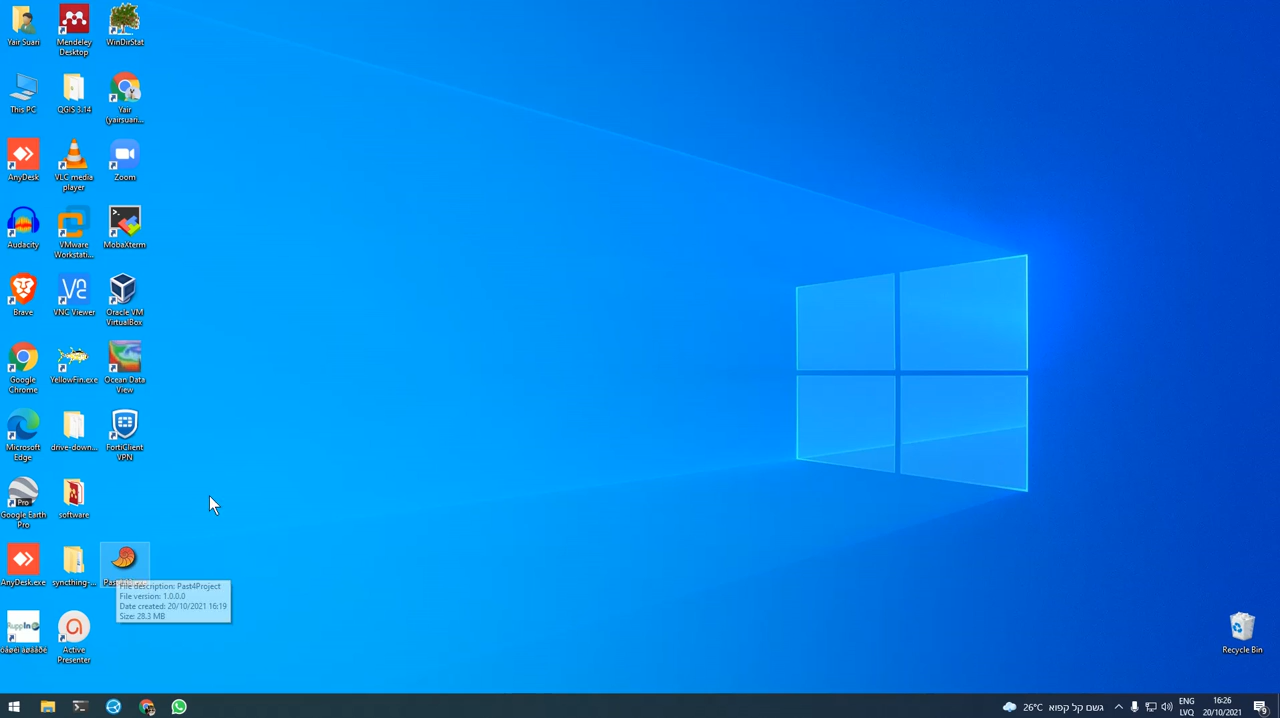 Yair Suari
Mendeley
Desktop
WinDirStat
This PC
QGIS 3.14
Yair
(yairsuari...
AnyDesk
VLC media
player
Zoom
Audacity
VMware
Workstati...
MobaXterm
Brave
VNC Viewer
Oracle VM
VirtualBox
Google
Chrome
YellowFin.exe
Ocean Data
View
Microsoft
Edge
drive-down...
FortiClient
VPN
Pro
Google Earth
Pro
software
AnyDesk.exe
syncthing-...
File description: Past4Project
File version: 1.0.0.0
Date created: 20/10/2021 16:19
Size: 28.3 MB
RuppIn
Active
Presenter
Recycle Bin
26°C גשם קל קפוא
ENG
LVQ
16:26
20/10/2021